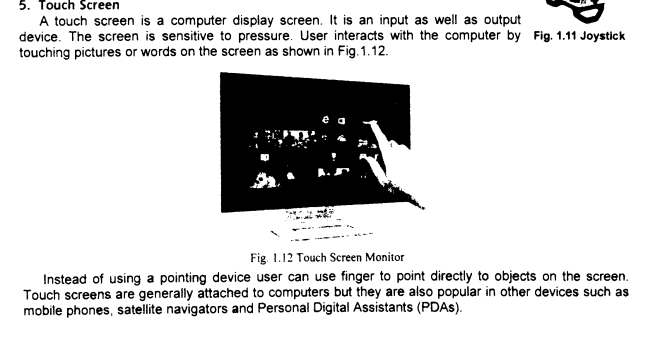 5. Touch Screen
A touch screen is a computer display screen. It is an input as well as output
device. The screen is sensitive to pressure. User interacts with the computer by
touching pictures or words on the screen as shown in Fig.1.12.
Fig. 1.11 Joystick
e a
Fig. 1.12 Touch Screen Monitor
Instead of using a pointing device user can use finger to point directly to objects on the screen.
Touch screens are generally attached to computers but they are also popular in other devices such as
mobile phones, satellite navigators and Personal Digital Assistants (PDAs).